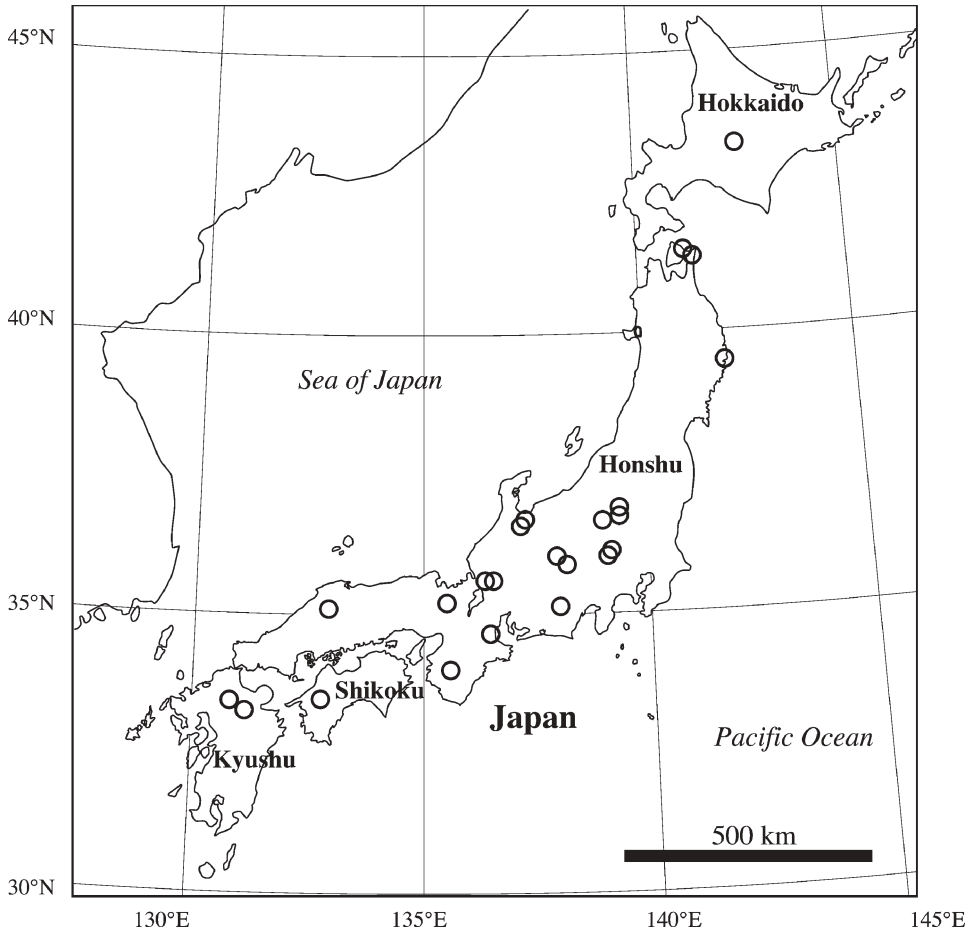 45°N
Hokkaido
40°N
Sea of Japan
Honshu
35°N
Shikoku
Japan
Pacific Ocean
Kyushu
500 km
30°N
130°E
135°E
140°E
145°E